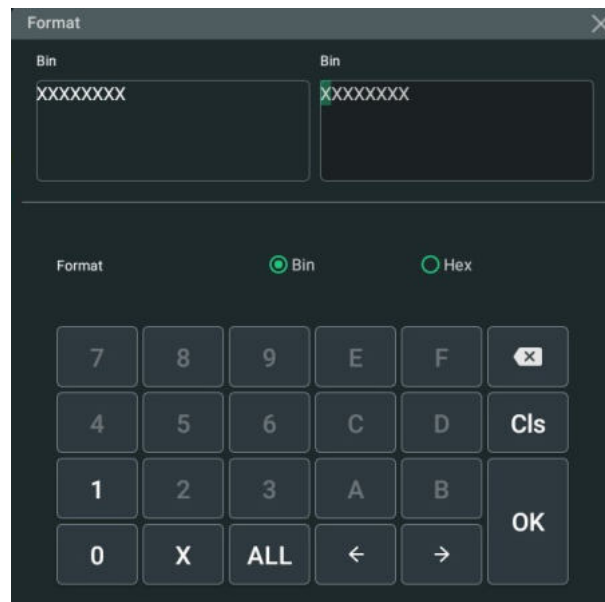 Format
Bin Bin
XXXXXXXX XXXXXXXX
Format Bin Hex
7 8 9 E F
4 5 6 C D Cls
1 2 3 A B
OK
0 X ALL ← →